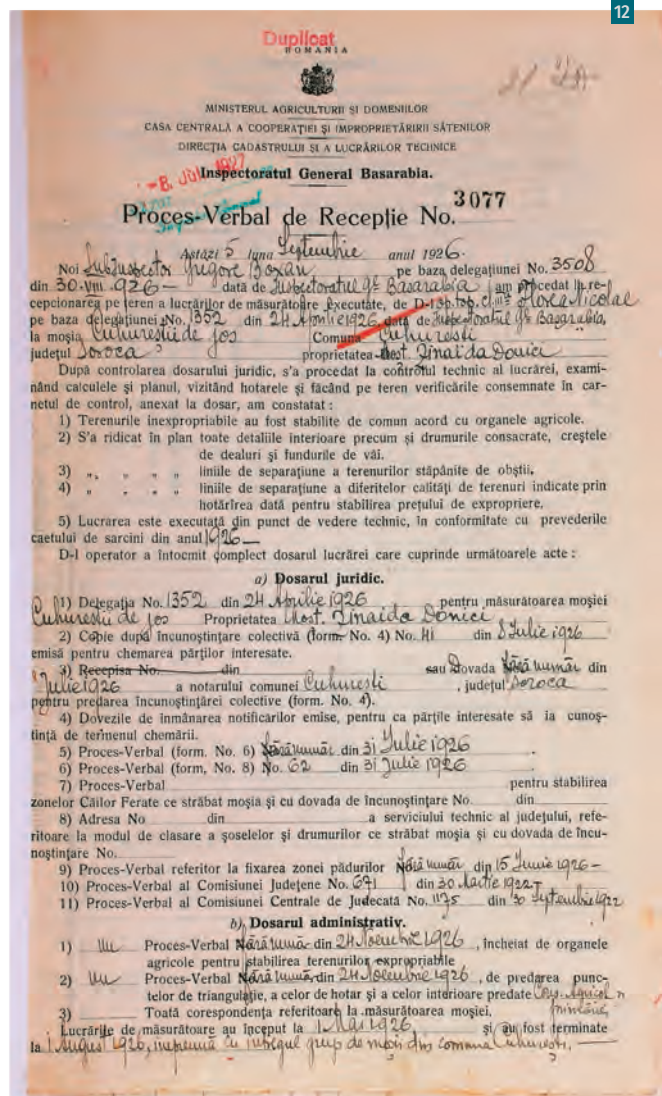 12
Duplicat
ROMANIA
MINISTERUL AGRICULTURII ȘI DOMENIILOR
CASA CENTRALĂ A COOPERAȚIEI ȘI IMPROPRIETĂRIRII SĂTENILOR
DIRECȚIA CADASTRULUI ȘI A LUCRĂRILOR TECHNICE
Inspectoratul General Basarabia.
Proces-Verbal de Recepție No. 3077
Astăzi 5 luna Septembrie anul 1926.
Noi Subinspector Grigore Boxan pe baza delegațiunei No. 3508
din 30·VIII·926— data de Inspectoratul Gl. Basarabia am procedat la re-
cepcionarea pe teren a lucrărilor de măsurătoare executate, de D-l Florea Nicolae
pe baza delegațiunei No. 1352 din 24 Aprilie 1926 data de Inspectoratul Gl. Basarabia,
la moșia Cuhureștii de jos Comuna Cuhurești
județul Soroca proprietatea Most. Zinaida Donici
După controlarea dosarului juridic, s'a procedat la controlul technic al lucrărei, exami-
nând calculele și planul, vizitând hotarele și făcând pe teren verificările consemnate in car-
netul de control, anexat la dosar, am constatat :
1) Terenurile inexpropriabile au fost stabilite de comun acord cu organele agricole.
2) S'a ridicat in plan toate detaliile interioare precum și drumurile consacrate, creștele
de dealuri și fundurile de văi.
3) „ „ „ „ liniile de separațiune a terenurilor stăpânite de obștii.
4) „ „ „ „ liniile de separațiune a diferitelor calități de terenuri indicate prin
hotărîrea dată pentru stabilirea prețului de expropriere.
5) Lucrarea este executată din punct de vedere technic, in conformitate cu prevederile
caetului de sarcini din anul 1926—
D-l operator a întocmit complect dosarul lucrărei care cuprinde următoarele acte :
a) Dosarul juridic.
1) Delegația No. 1352 din 24 Aprilie 1926 pentru măsurătoarea moșiei
Cuhureștii de jos Proprietatea Most. Zinaida Donici
2) Copie după încunoștințare colectivă (form. No. 4) No. 41 din 8 Iulie 1926
emisă pentru chemarea părților interesate.
3) Recepisa No. din sau Dovada fără număr din
Iulie 1926 a notarului comunei Cuhurești , județul Soroca
pentru predarea încunoștințărei colective (form. No. 4).
4) Dovezile de inmânarea notificărilor emise, pentru ca părțile interesate să ia cunoș-
tință de termenul chemării.
5) Proces-Verbal (form. No. 6) fără număr din 31 Iulie 1926 .
6) Proces-Verbal (form, No. 8) No. 62 din 31 Iulie 1926
7) Proces-Verbal pentru stabilirea
zonelor Căilor Ferate ce străbat moșia și cu dovada de încunoștințare No. din
8) Adresa No din a serviciului technic al județului, refe-
ritoare la modul de clasare a șoselelor și drumurilor ce străbat moșia și cu dovada de încu-
noștințare No.
9) Proces-Verbal referitor la fixarea zonei pădurilor fără număr din 15 Iunie 1926—
10) Proces-Verbal al Comisiunei Județene No. 671 din 30 Martie 1922
11) Proces-Verbal al Comisiunei Centrale de Judecată No. 1175 din 30 Septembrie 1922
b) Dosarul administrativ.
1) Un Proces-Verbal fără număr din 24 Noembrie 1926 , încheiat de organele
agricole pentru stabilirea terenurilor expropriabile
2) Un Proces-Verbal fără număr din 24 Noembrie 1926 , de predarea punc-
telor de triangulație, a celor de hotar și a celor interioare predate Cons. Agricol
3) Toată corespondența referitoare la măsurătoarea moșiei.
Lucrările de măsurătoare au început la 1 Mai 1926 și au fost terminate
la 1 August 1926, împreună cu întregul grup de moșii din comuna Cuhurești.